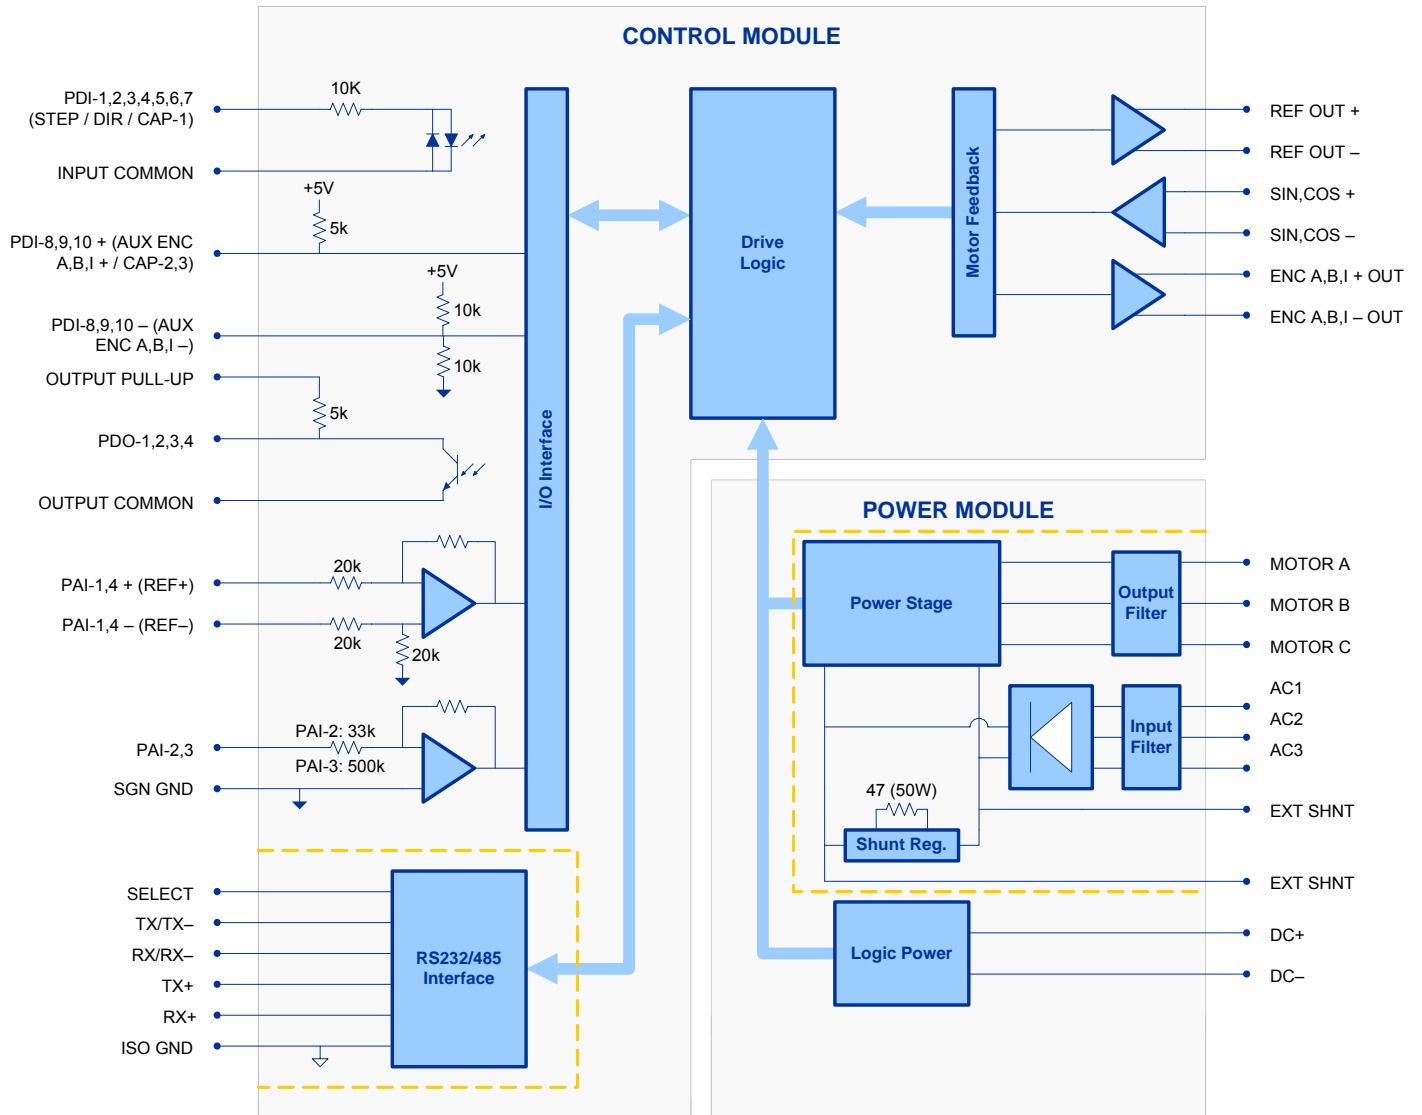 CONTROL MODULE
PDI-1,2,3,4,5,6,7
(STEP / DIR / CAP-1)
10K
INPUT COMMON
+5V
5k
PDI-8,9,10 + (AUX ENC
A,B,I + / CAP-2,3)
+5V
10k
PDI-8,9,10 – (AUX
ENC A,B,I –)
10k
OUTPUT PULL-UP
5k
PDO-1,2,3,4
OUTPUT COMMON
PAI-1,4 + (REF+)
20k
PAI-1,4 – (REF–)
20k
20k
PAI-2,3
PAI-2: 33k
PAI-3: 500k
SGN GND
I/O Interface
Drive
Logic
Motor Feedback
REF OUT +
REF OUT –
SIN,COS +
SIN,COS –
ENC A,B,I + OUT
ENC A,B,I – OUT
SELECT
TX/TX–
RX/RX–
TX+
RX+
ISO GND
RS232/485
Interface
POWER MODULE
Power Stage
Output
Filter
MOTOR A
MOTOR B
MOTOR C
Input
Filter
AC1
AC2
AC3
47 (50W)
Shunt Reg.
EXT SHNT
EXT SHNT
Logic Power
DC+
DC–